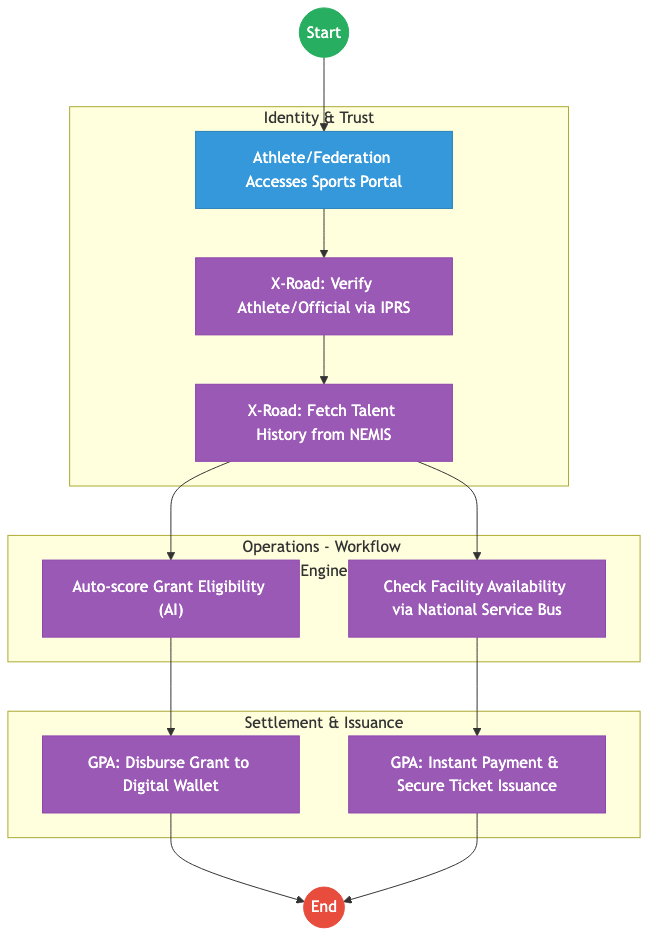 Start
Identity & Trust
Athlete/Federation
Accesses Sports Portal
X-Road: Verify
Athlete/Official via IPRS
X-Road: Fetch Talent
History from NEMIS
Operations - Workflow
Engine
Auto-score Grant Eligibility
(AI)
Check Facility Availability
via National Service Bus
Settlement & Issuance
GPA: Disburse Grant to
Digital Wallet
GPA: Instant Payment &
Secure Ticket Issuance
End